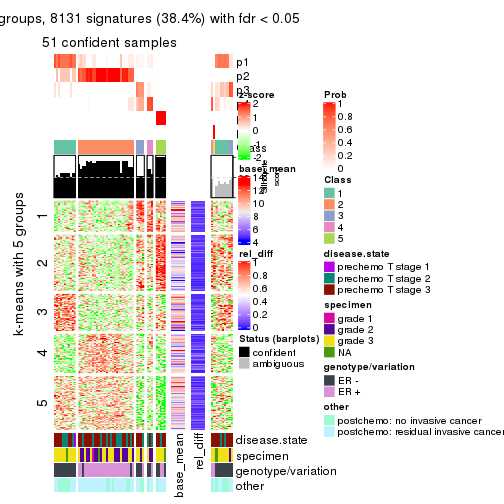 groups, 8131 signatures (38.4%) with fdr < 0.05
51 confident samples
p1
p2
p3
z-score
2
1
0
-1
-2
Silhouette
score
base_mean
14
12
10
8
6
4
rel_diff
1
0.8
0.6
0.4
0.2
0
Status (barplots)
confident
ambiguous
k-means with 5 groups
1
2
3
4
5
base_mean
rel_diff
disease.state
specimen
genotype/variation
other
Prob
1
0.8
0.6
0.4
0.2
0
Class
1
2
3
4
5
disease.state
prechemo T stage 1
prechemo T stage 2
prechemo T stage 3
specimen
grade 1
grade 2
grade 3
NA
genotype/variation
ER -
ER +
other
postchemo: no invasive cancer
postchemo: residual invasive cancer